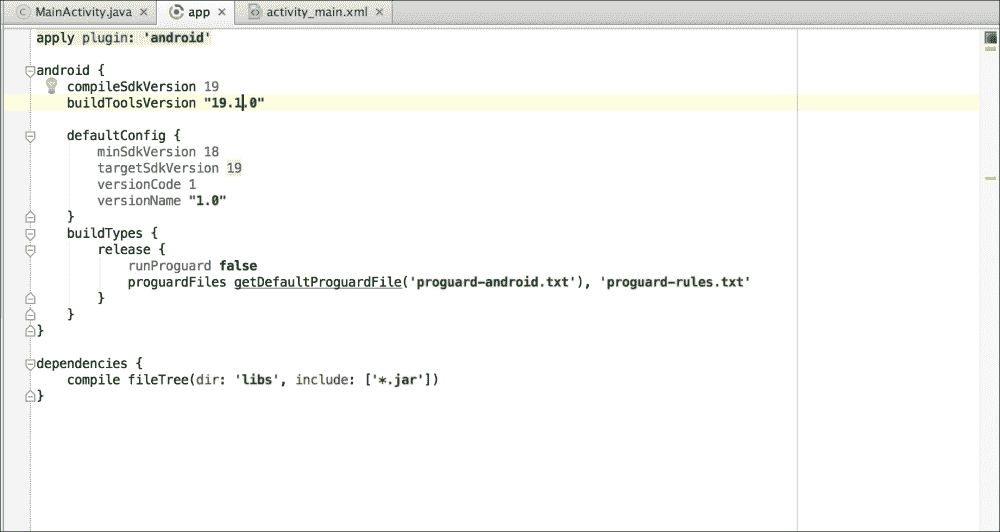 MainActivity.java × app × activity_main.xml ×
apply plugin: 'android'
android {
compileSdkVersion 19
buildToolsVersion "19.1.0"
defaultConfig {
minSdkVersion 18
targetSdkVersion 19
versionCode 1
versionName "1.0"
}
buildTypes {
release {
runProguard false
proguardFiles getDefaultProguardFile('proguard-android.txt'), 'proguard-rules.txt'
}
}
}
dependencies {
compile fileTree(dir: 'libs', include: ['*.jar'])
}